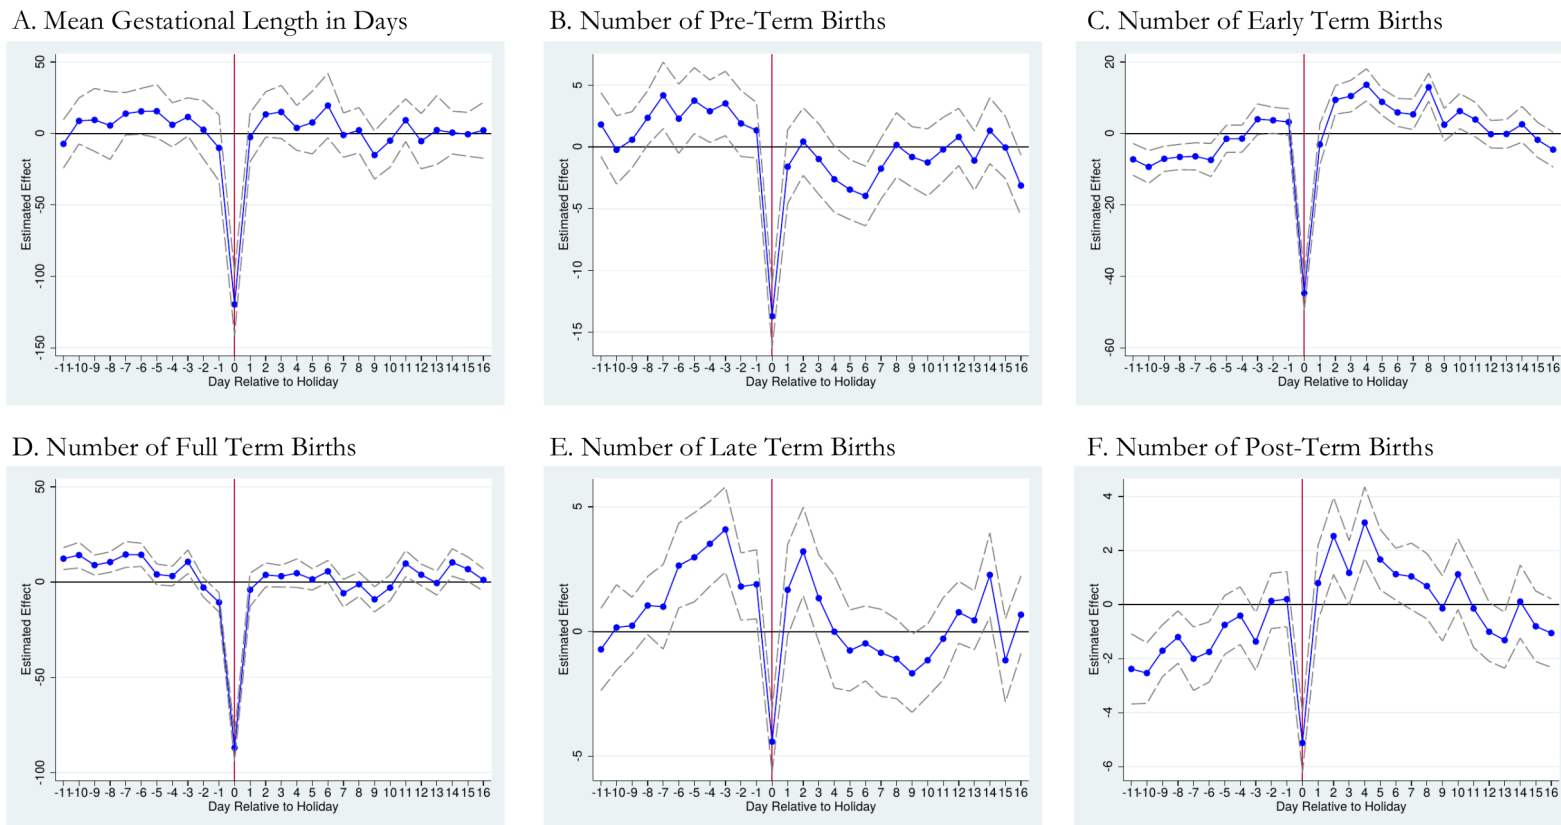 A. Mean Gestational Length in Days
50
0
-50
-100
-150
Estimated Effect
-11 -10 -9 -8 -7 -6 -5 -4 -3 -2 -1 0 1 2 3 4 5 6 7 8 9 10 11 12 13 14 15 16
Day Relative to Holiday
B. Number of Pre-Term Births
5
0
-5
-10
-15
Estimated Effect
-11 -10 -9 -8 -7 -6 -5 -4 -3 -2 -1 0 1 2 3 4 5 6 7 8 9 10 11 12 13 14 15 16
Day Relative to Holiday
C. Number of Early Term Births
20
0
-20
-40
-60
Estimated Effect
-11 -10 -9 -8 -7 -6 -5 -4 -3 -2 -1 0 1 2 3 4 5 6 7 8 9 10 11 12 13 14 15 16
Day Relative to Holiday
D. Number of Full Term Births
50
0
-50
-100
Estimated Effect
-11 -10 -9 -8 -7 -6 -5 -4 -3 -2 -1 0 1 2 3 4 5 6 7 8 9 10 11 12 13 14 15 16
Day Relative to Holiday
E. Number of Late Term Births
5
0
-5
Estimated Effect
-11 -10 -9 -8 -7 -6 -5 -4 -3 -2 -1 0 1 2 3 4 5 6 7 8 9 10 11 12 13 14 15 16
Day Relative to Holiday
F. Number of Post-Term Births
4
2
0
-2
-4
-6
Estimated Effect
-11 -10 -9 -8 -7 -6 -5 -4 -3 -2 -1 0 1 2 3 4 5 6 7 8 9 10 11 12 13 14 15 16
Day Relative to Holiday